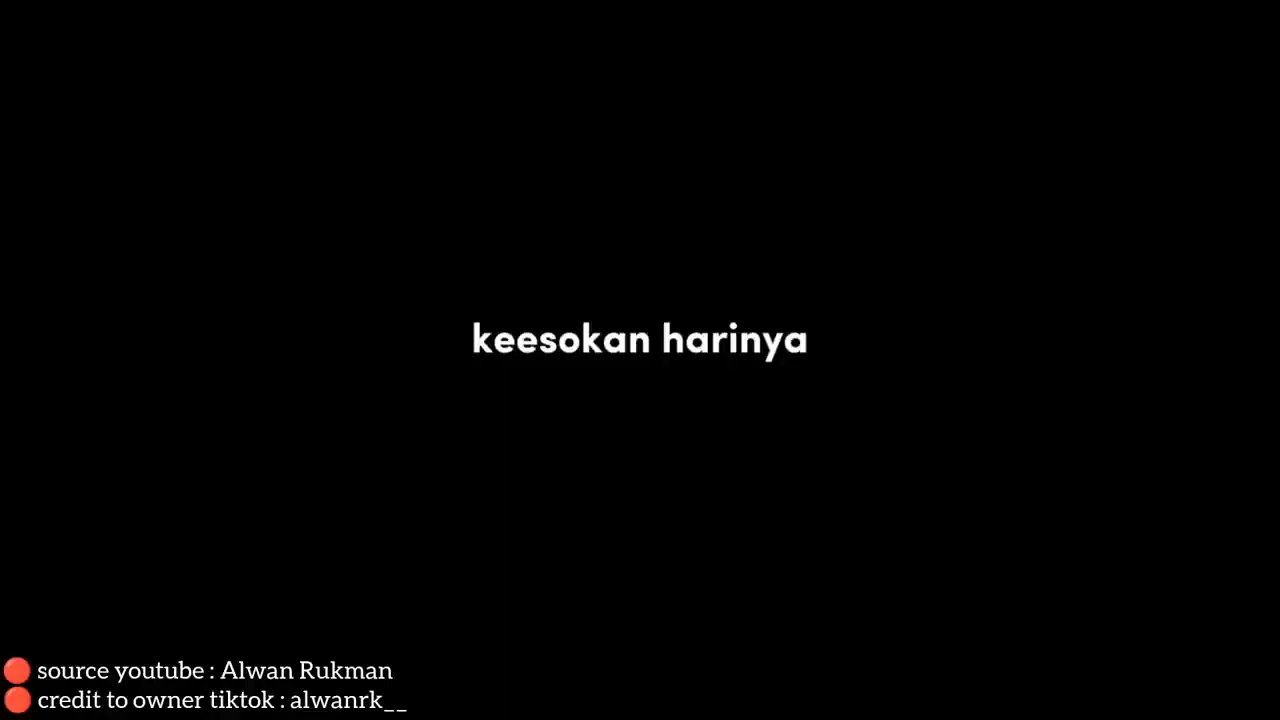 keesokan harinya
🔴 source youtube : Alwan Rukman
🔴 credit to owner tiktok : alwanrk__